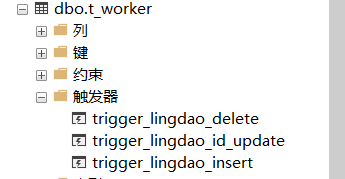 dbo.t_worker
列
键
约束
触发器
trigger_lingdao_delete
trigger_lingdao_id_update
trigger_lingdao_insert